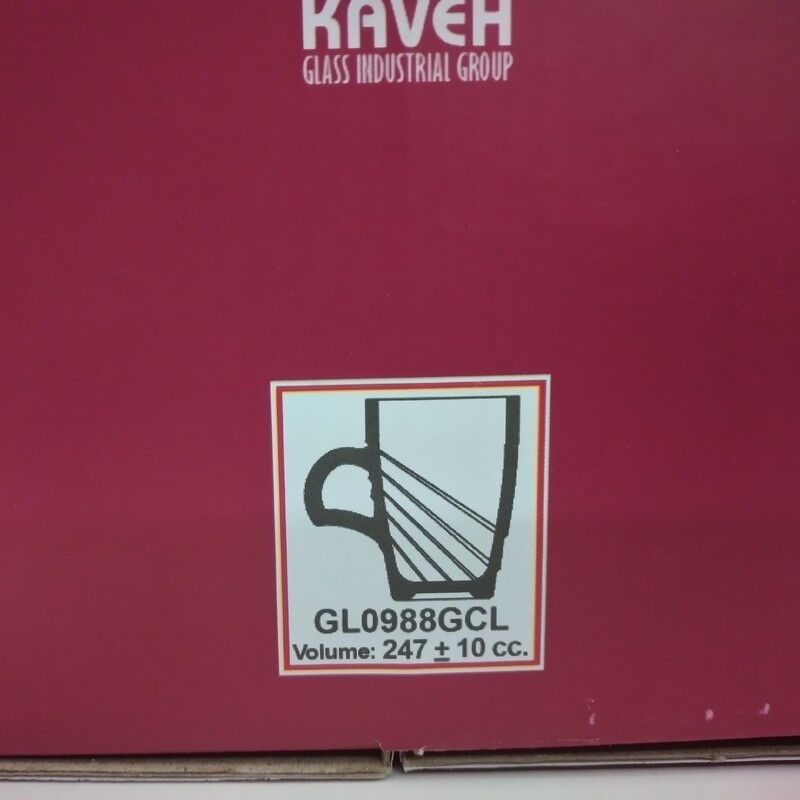 KAVEH
GLASS INDUSTRIAL GROUP
GL0988GCL
Volume: 247 ± 10 cc.